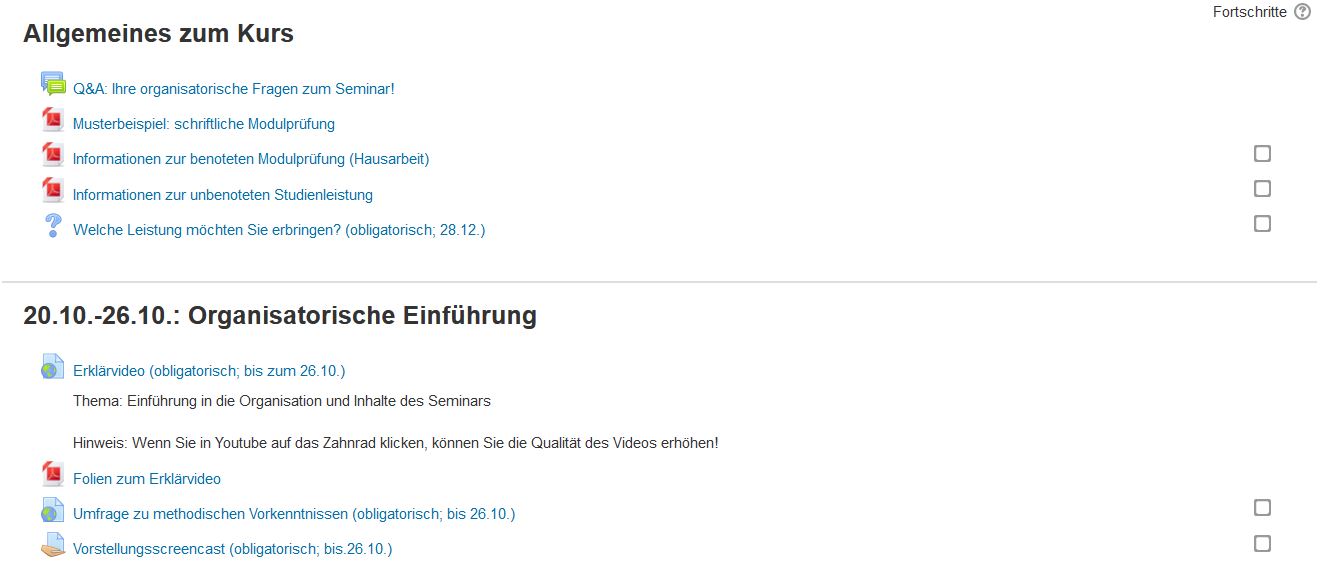 Fortschritte
Allgemeines zum Kurs
Q&A: Ihre organisatorische Fragen zum Seminar!
Musterbeispiel: schriftliche Modulprüfung
Informationen zur benoteten Modulprüfung (Hausarbeit)
Informationen zur unbenoteten Studienleistung
Welche Leistung möchten Sie erbringen? (obligatorisch; 28.12.)
20.10.-26.10.: Organisatorische Einführung
Erklärvideo (obligatorisch; bis zum 26.10.)
Thema: Einführung in die Organisation und Inhalte des Seminars
Hinweis: Wenn Sie in Youtube auf das Zahnrad klicken, können Sie die Qualität des Videos erhöhen!
Folien zum Erklärvideo
Umfrage zu methodischen Vorkenntnissen (obligatorisch; bis 26.10.)
Vorstellungsscreencast (obligatorisch; bis.26.10.)